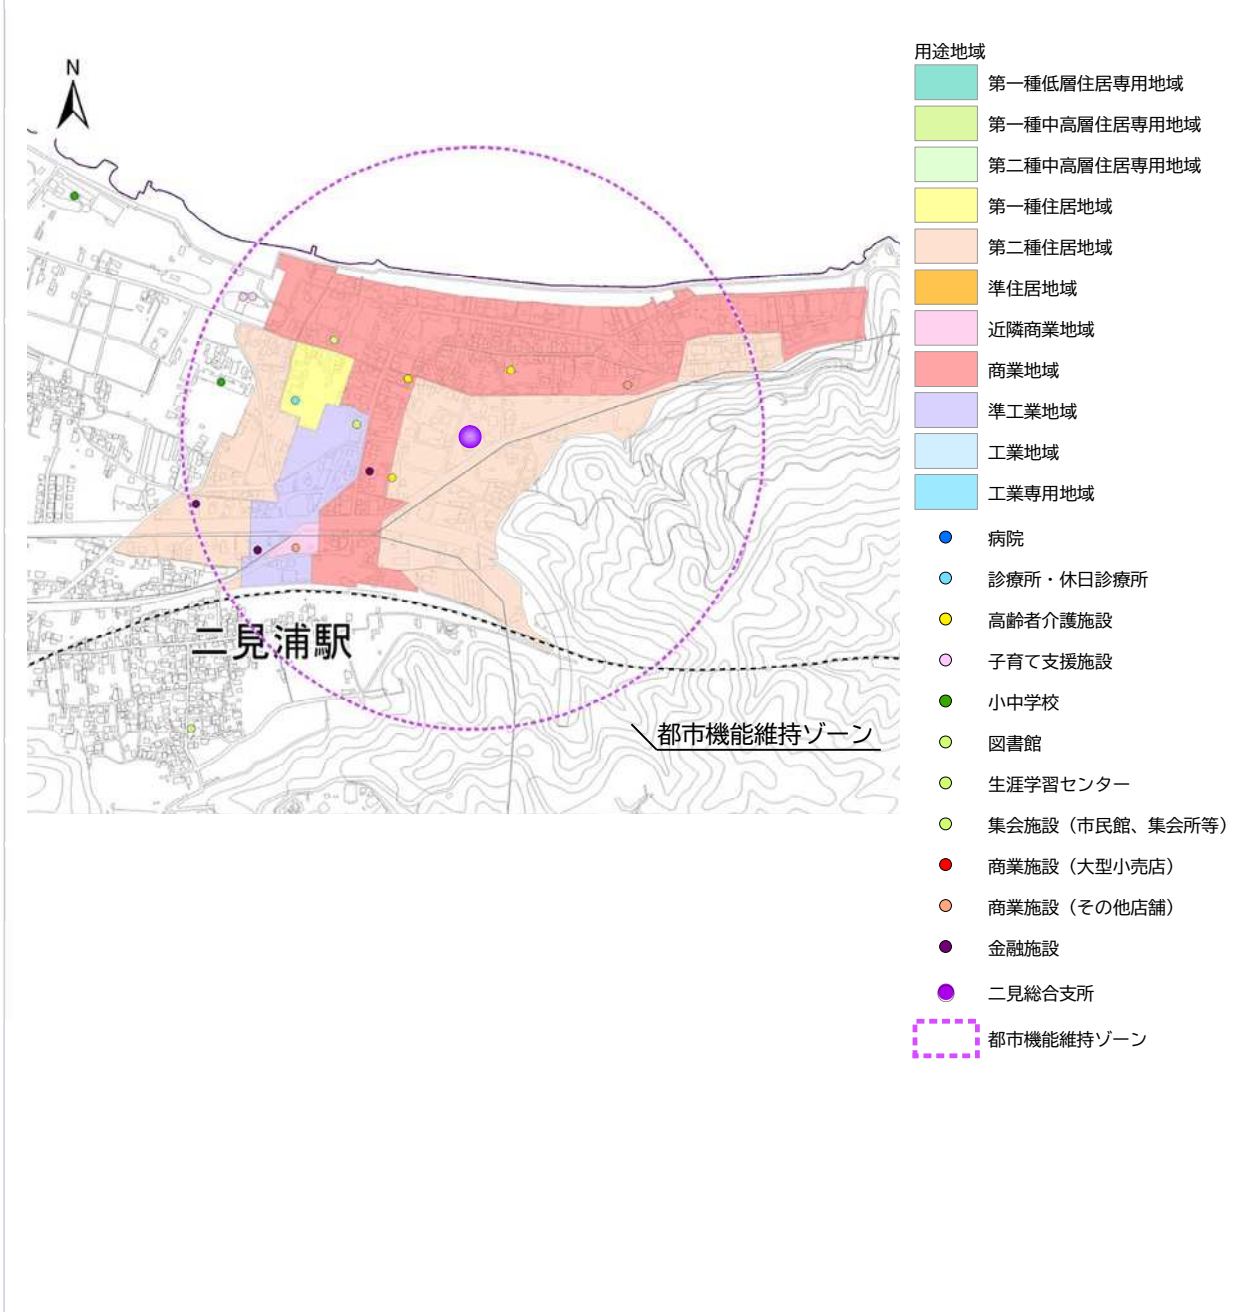 N
二見浦駅
都市機能維持ゾーン
用途地域
第一種低層住居専用地域
第一種中高層住居専用地域
第二種中高層住居専用地域
第一種住居地域
第二種住居地域
準住居地域
近隣商業地域
商業地域
準工業地域
工業地域
工業専用地域
病院
診療所・休日診療所
高齢者介護施設
子育て支援施設
小中学校
図書館
生涯学習センター
集会施設（市民館、集会所等）
商業施設（大型小売店）
商業施設（その他店舗）
金融施設
二見総合支所
都市機能維持ゾーン